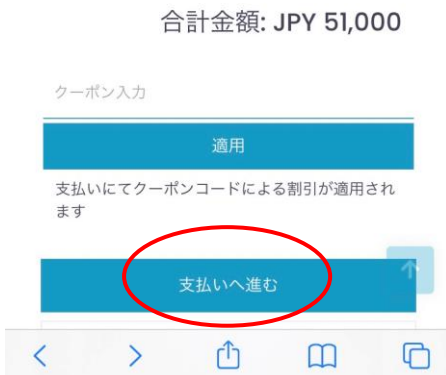 合計金額: JPY 51,000
クーポン入力
適用
支払いにてクーポンコードによる割引が適用され
ます
支払いへ進む